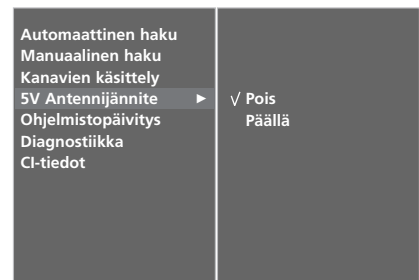 Automaattinen haku
Manuaalinen haku
Kanavien käsittely
5V Antennijännite ►
Ohjelmistopäivitys
Diagnostiikka
CI-tiedot
√ Pois
Päällä